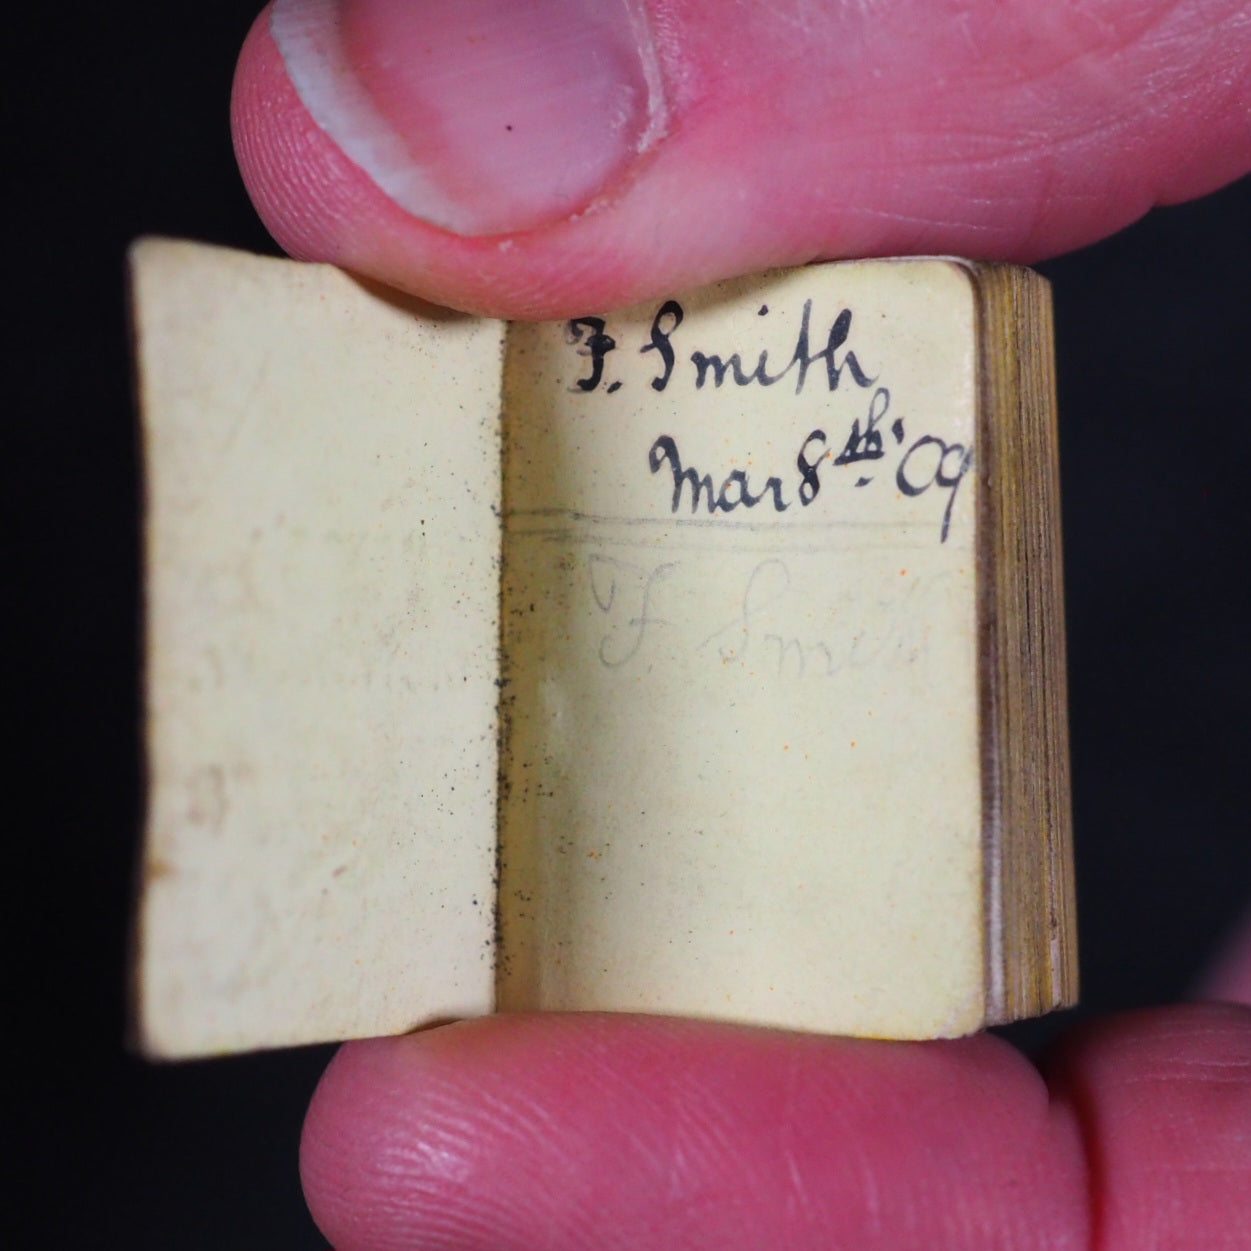 F. Smith
Mar 8th. '09
F Smith